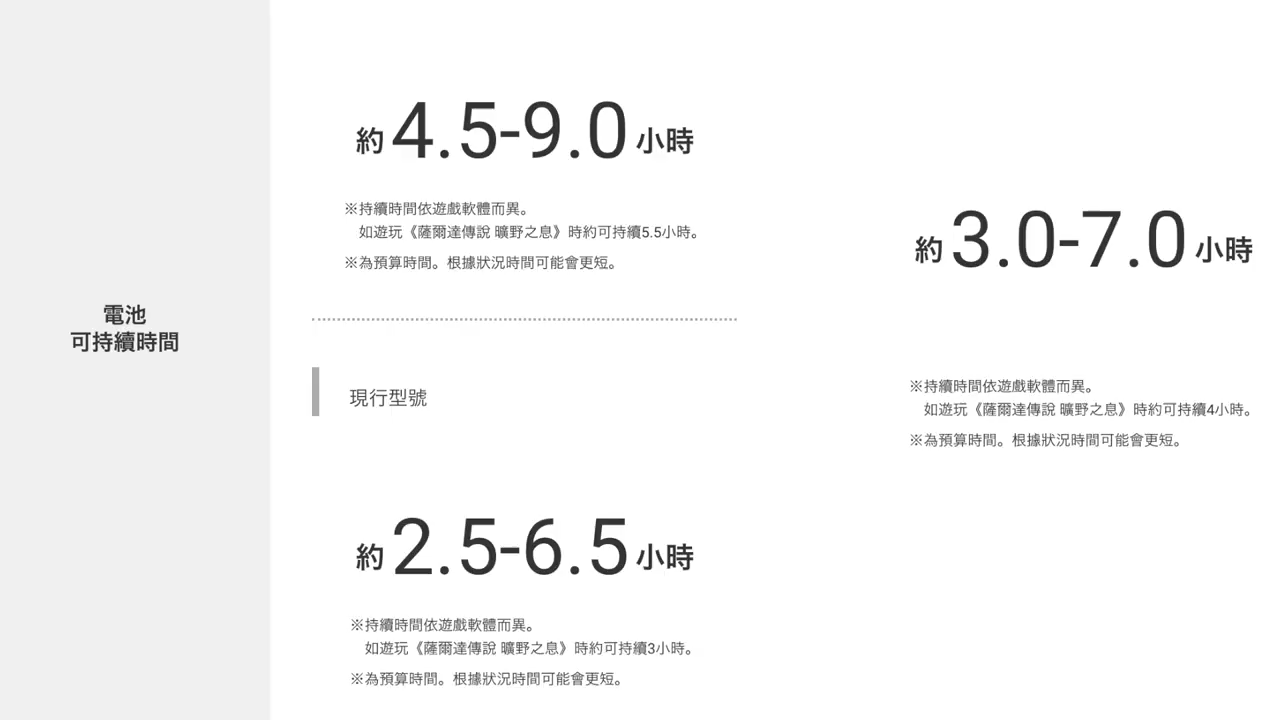 電池
可持續時間
約4.5-9.0小時
※持續時間依遊戲軟體而異。
如遊玩《薩爾達傳說 曠野之息》時約可持續5.5小時。
※為預算時間。根據狀況時間可能會更短。
現行型號
約2.5-6.5小時
※持續時間依遊戲軟體而異。
如遊玩《薩爾達傳說 曠野之息》時約可持續3小時。
※為預算時間。根據狀況時間可能會更短。
約3.0-7.0小時
※持續時間依遊戲軟體而異。
如遊玩《薩爾達傳說 曠野之息》時約可持續4小時。
※為預算時間。根據狀況時間可能會更短。